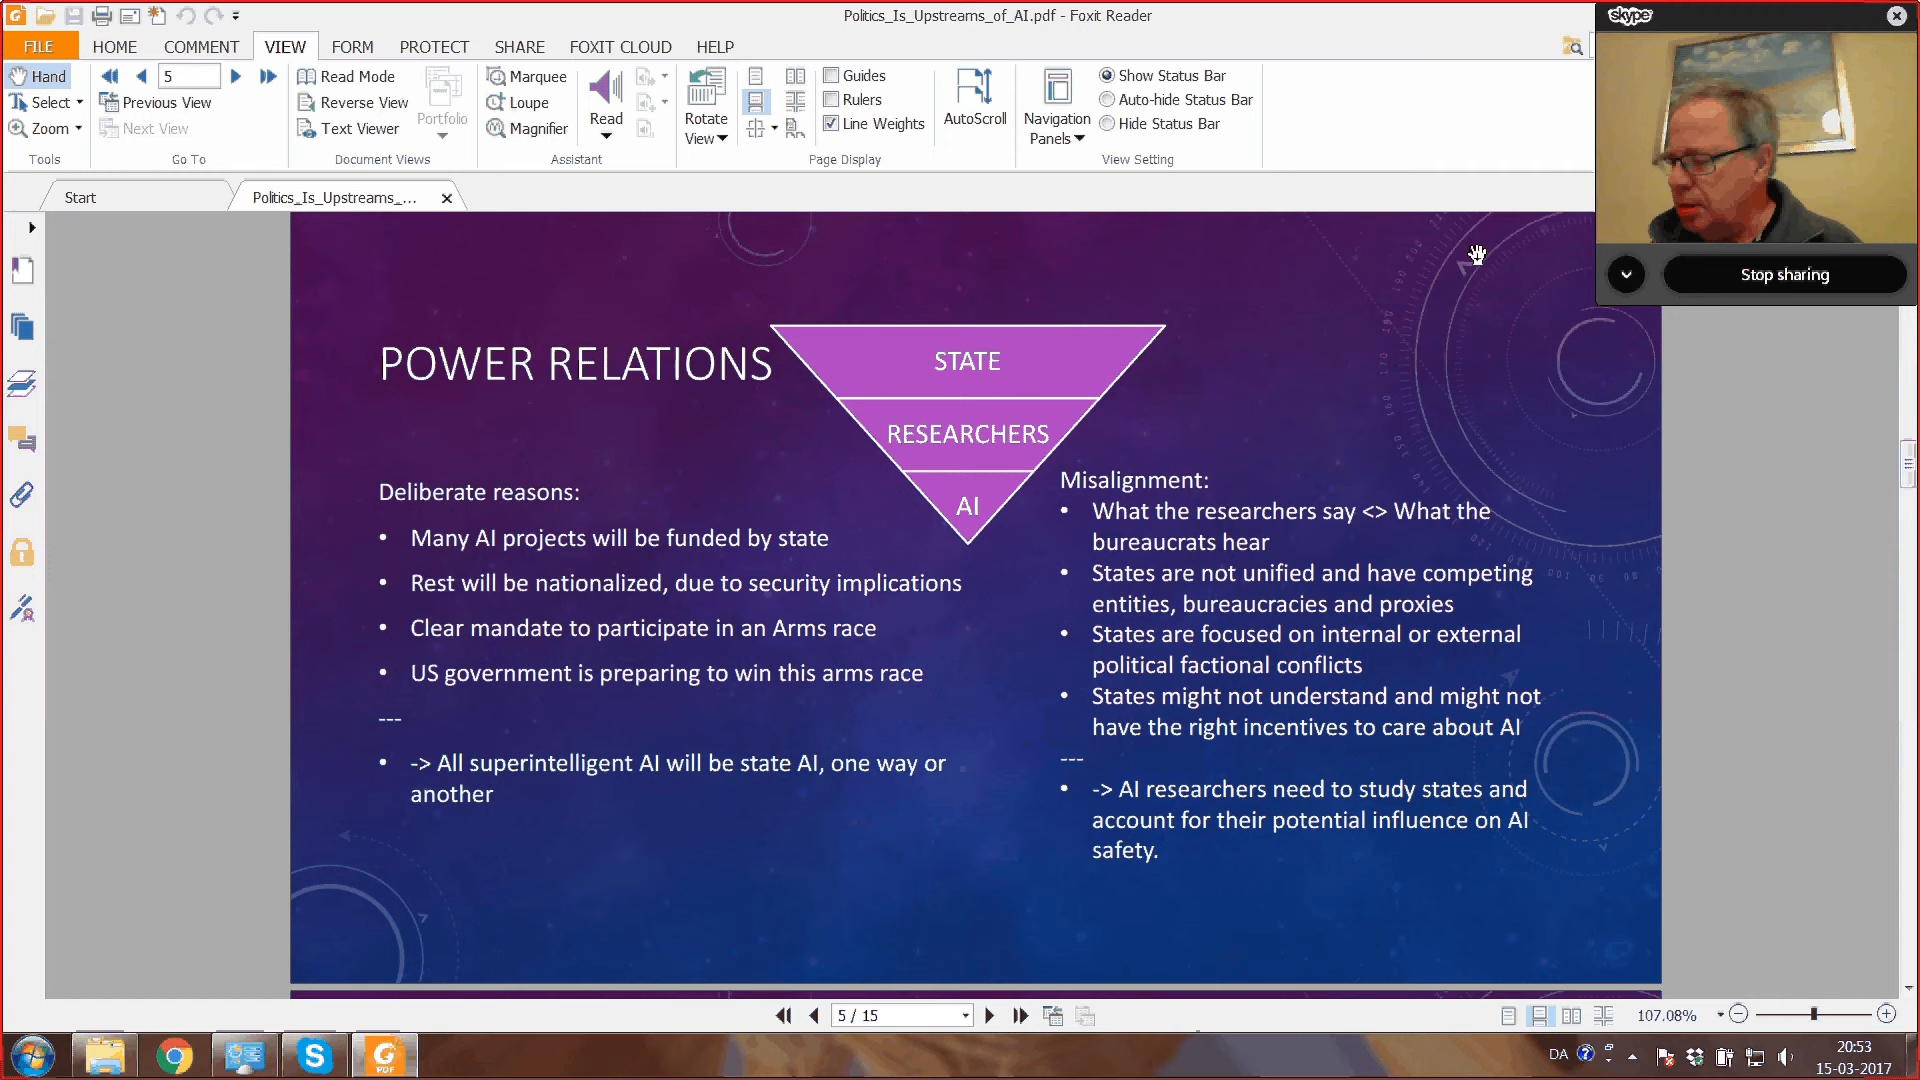 Politics_Is_Upstreams_of_AI.pdf - Foxit Reader
skype
FILE HOME COMMENT VIEW FORM PROTECT SHARE FOXIT CLOUD HELP
Hand
Select
Zoom
Tools
5
Previous View
Next View
Go To
Read Mode
Reverse View
Text Viewer
Portfolio
Document Views
Marquee
Loupe
Magnifier
Read
Assistant
Rotate
View
Guides
Rulers
Line Weights
Page Display
AutoScroll
Navigation
Panels
Show Status Bar
Auto-hide Status Bar
Hide Status Bar
View Setting
Stop sharing
Start
Politics_Is_Upstreams_...
POWER RELATIONS
STATE
RESEARCHERS
AI
Deliberate reasons:
• Many AI projects will be funded by state
• Rest will be nationalized, due to security implications
• Clear mandate to participate in an Arms race
• US government is preparing to win this arms race
---
• -> All superintelligent AI will be state AI, one way or
another
Misalignment:
• What the researchers say <> What the
bureaucrats hear
• States are not unified and have competing
entities, bureaucracies and proxies
• States are focused on internal or external
political factional conflicts
• States might not understand and might not
have the right incentives to care about AI
---
• -> AI researchers need to study states and
account for their potential influence on AI
safety.
5 / 15
107.08%
PDF
DA
20:53
15-03-2017